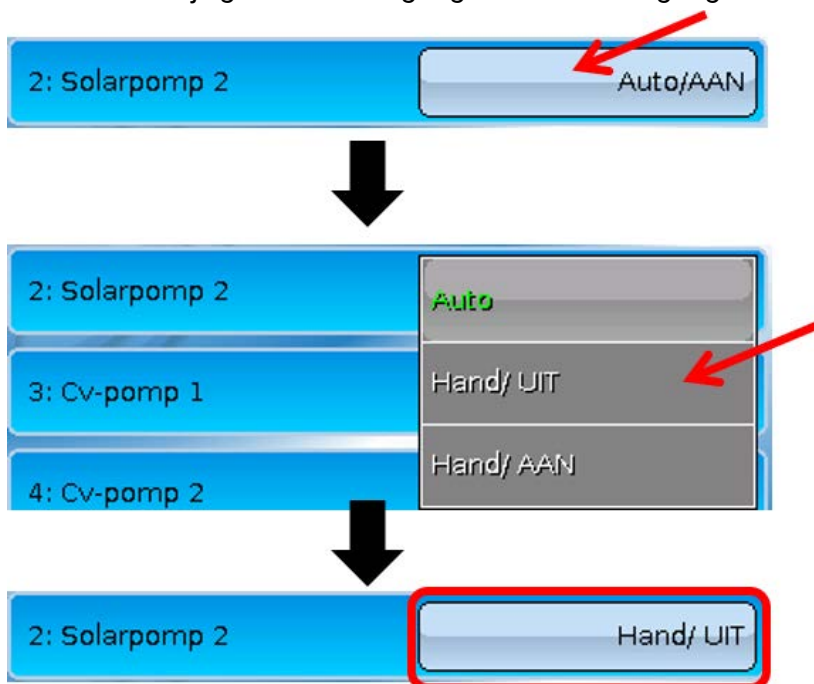 2: Solarpomp 2 Auto/AAN
2: Solarpomp 2 Auto
3: Cv-pomp 1 Hand/ UIT
4: Cv-pomp 2 Hand/ AAN
2: Solarpomp 2 Hand/ UIT